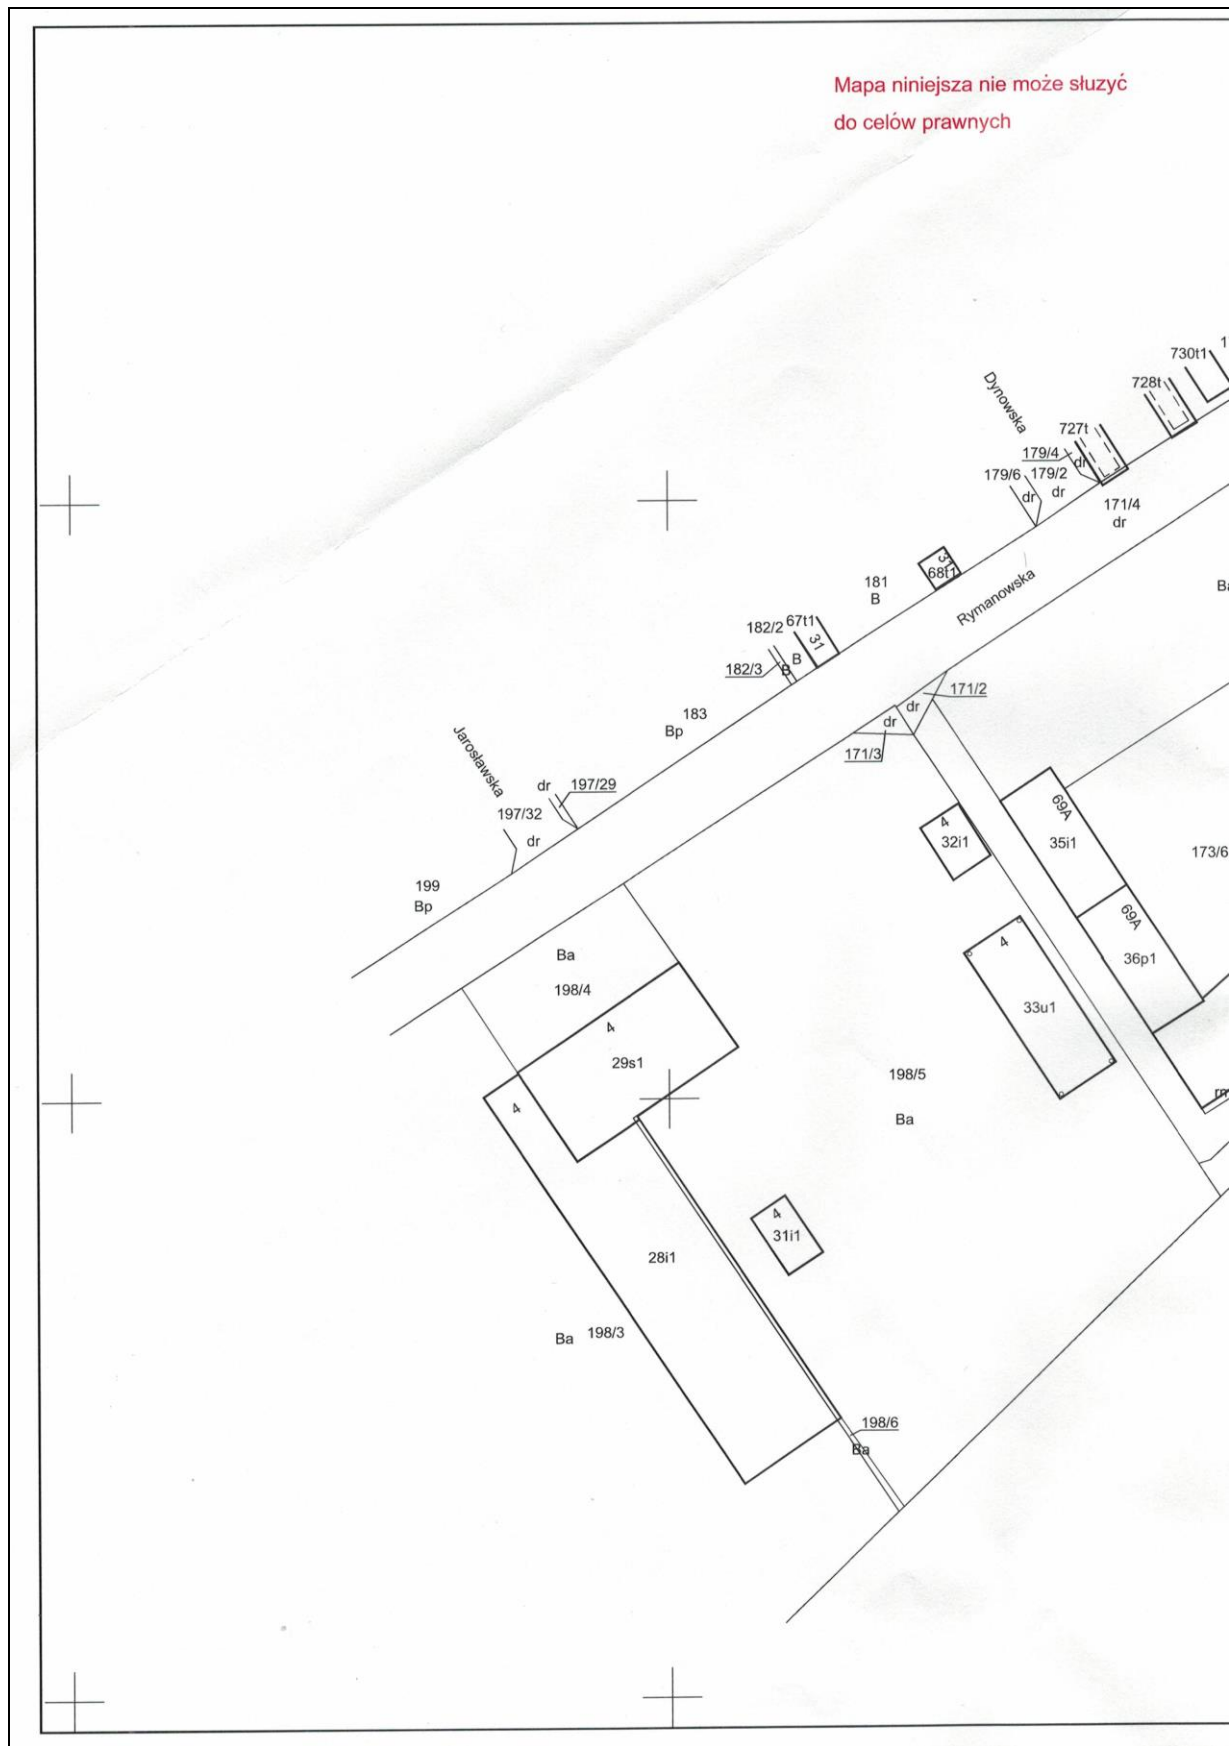 Mapa niniejsza nie może słuzyć
do celów prawnych
730t1
728t
Dynowska
727t
179/4
dr
179/6
179/2
dr
dr
171/4
dr
31
68t1
181
B
Rymanowska
Ba
182/2
67t1
31
B
182/3
B
171/2
dr
183
Bp
dr
171/3
Jarosławska
dr
197/29
197/32
dr
4
32i1
69A
35i1
173/6
199
Bp
69A
36p1
Ba
198/4
4
33u1
4
29s1
198/5
Ba
4
4
31i1
28i1
Ba
198/3
198/6
Ba